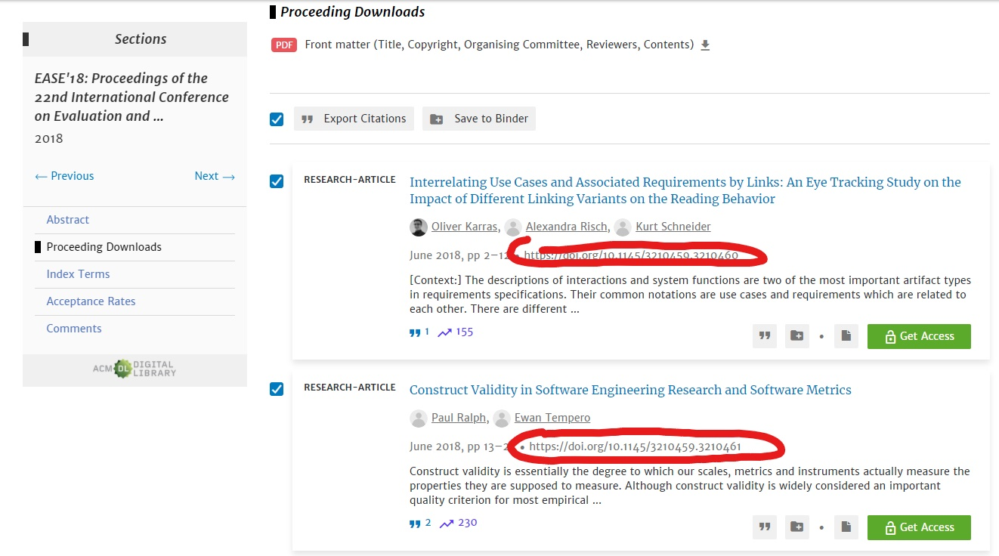 Proceeding Downloads
PDF Front matter (Title, Copyright, Organising Committee, Reviewers, Contents)
Sections
EASE'18: Proceedings of the
22nd International Conference
on Evaluation and ...
2018
← Previous Next →
Abstract
Proceeding Downloads
Index Terms
Acceptance Rates
Comments
ACM DL DIGITAL
LIBRARY
Export Citations Save to Binder
RESEARCH-ARTICLE
Interrelating Use Cases and Associated Requirements by Links: An Eye Tracking Study on the
Impact of Different Linking Variants on the Reading Behavior
Oliver Karras, Alexandra Risch, Kurt Schneider
June 2018, pp 2–12 • https://doi.org/10.1145/3210459.3210460
[Context:] The descriptions of interactions and system functions are two of the most important artifact types
in requirements specifications. Their common notations are use cases and requirements which are related to
each other. There are different ...
1 155
Get Access
RESEARCH-ARTICLE
Construct Validity in Software Engineering Research and Software Metrics
Paul Ralph, Ewan Tempero
June 2018, pp 13– • https://doi.org/10.1145/3210459.3210461
Construct validity is essentially the degree to which our scales, metrics and instruments actually measure the
properties they are supposed to measure. Although construct validity is widely considered an important
quality criterion for most empirical ...
2 230
Get Access